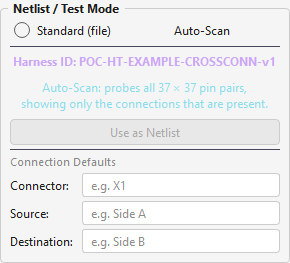 Netlist / Test Mode
Standard (file) Auto-Scan
Harness ID: POC-HT-EXAMPLE-CROSSCONN-v1
Auto-Scan: probes all 37 × 37 pin pairs,
showing only the connections that are present.
Use as Netlist
Connection Defaults
Connector: e.g. X1
Source: e.g. Side A
Destination: e.g. Side B